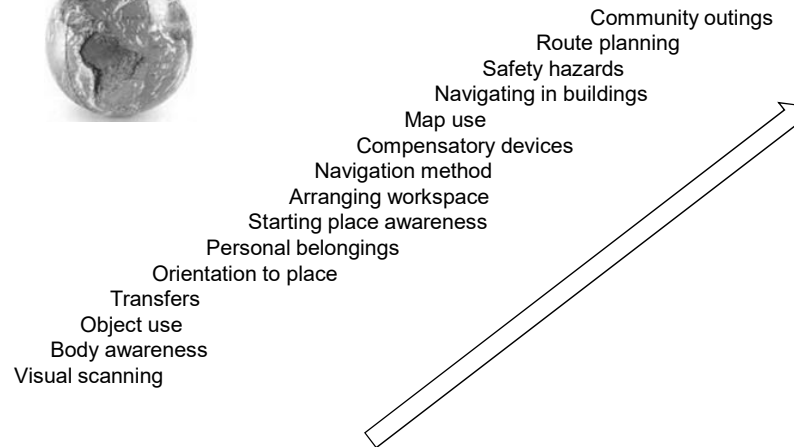 Community outings
Route planning
Safety hazards
Navigating in buildings
Map use
Compensatory devices
Navigation method
Arranging workspace
Starting place awareness
Personal belongings
Orientation to place
Transfers
Object use
Body awareness
Visual scanning